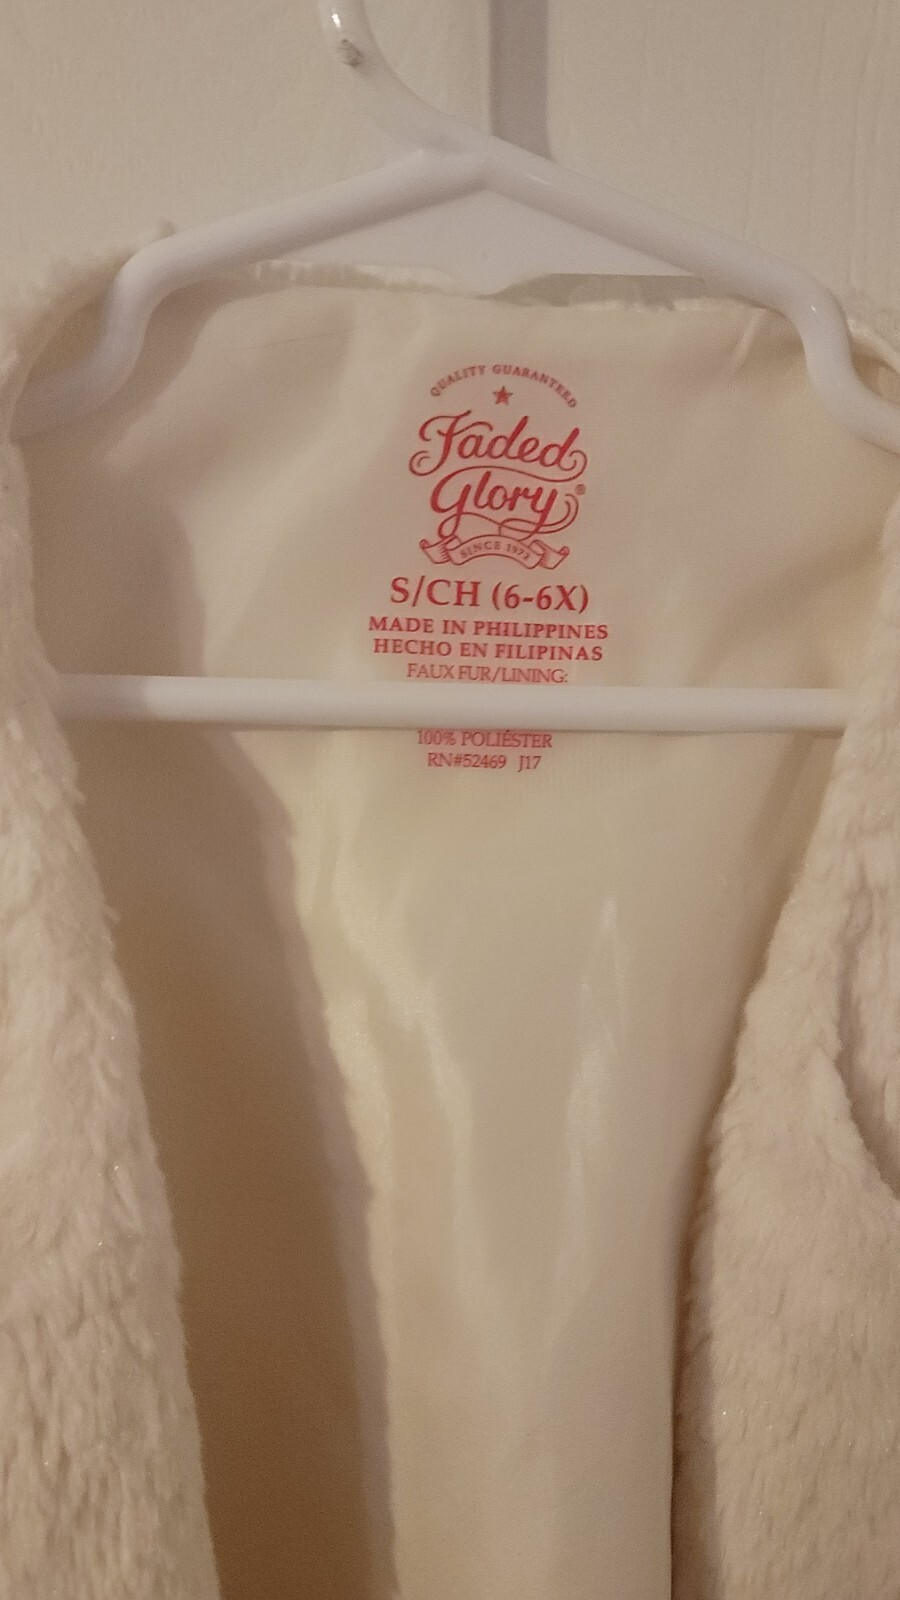 QUALITY GUARANTEED
Faded
Glory®
SINCE 1972
S/CH (6-6X)
MADE IN PHILIPPINES
HECHO EN FILIPINAS
FAUX FUR/LINING:
100% POLIÉSTER
RN#52469 J17